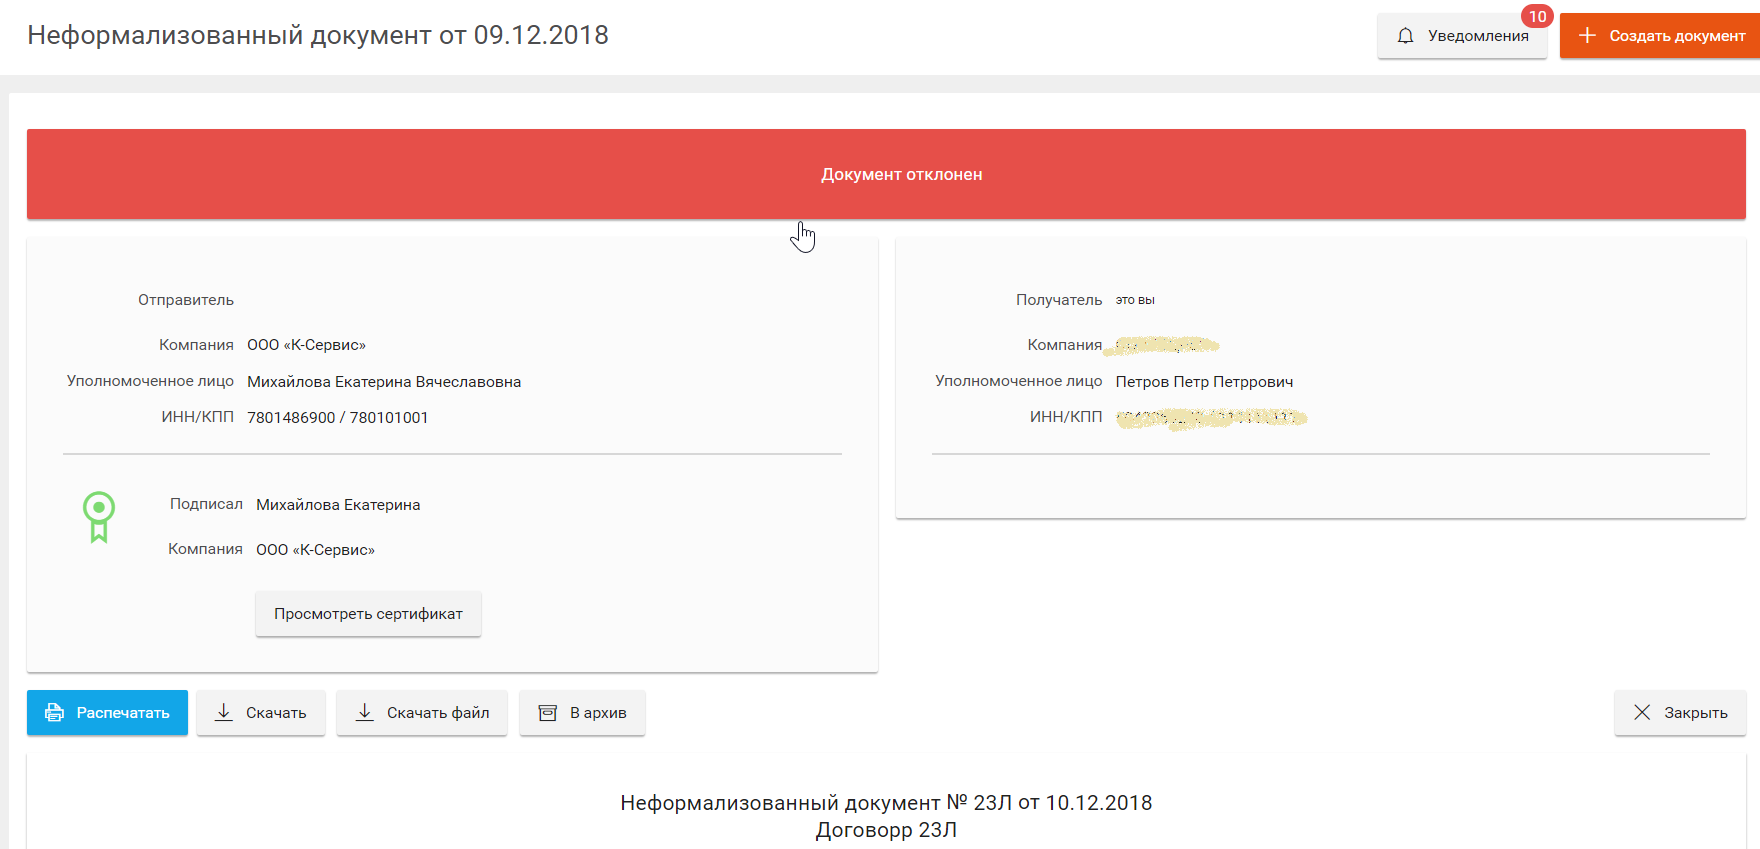 Неформализованный документ от 09.12.2018
10
Уведомления
Создать документ
Документ отклонен
Отправитель
Компания ООО «К-Сервис»
Уполномоченное лицо Михайлова Екатерина Вячеславовна
ИНН/КПП 7801486900 / 780101001
Подписал Михайлова Екатерина
Компания ООО «К-Сервис»
Просмотреть сертификат
Получатель это вы
Компания
Уполномоченное лицо Петров Петр Петррович
ИНН/КПП
Распечатать
Скачать
Скачать файл
В архив
Закрыть
Неформализованный документ № 23Л от 10.12.2018
Договорр 23Л